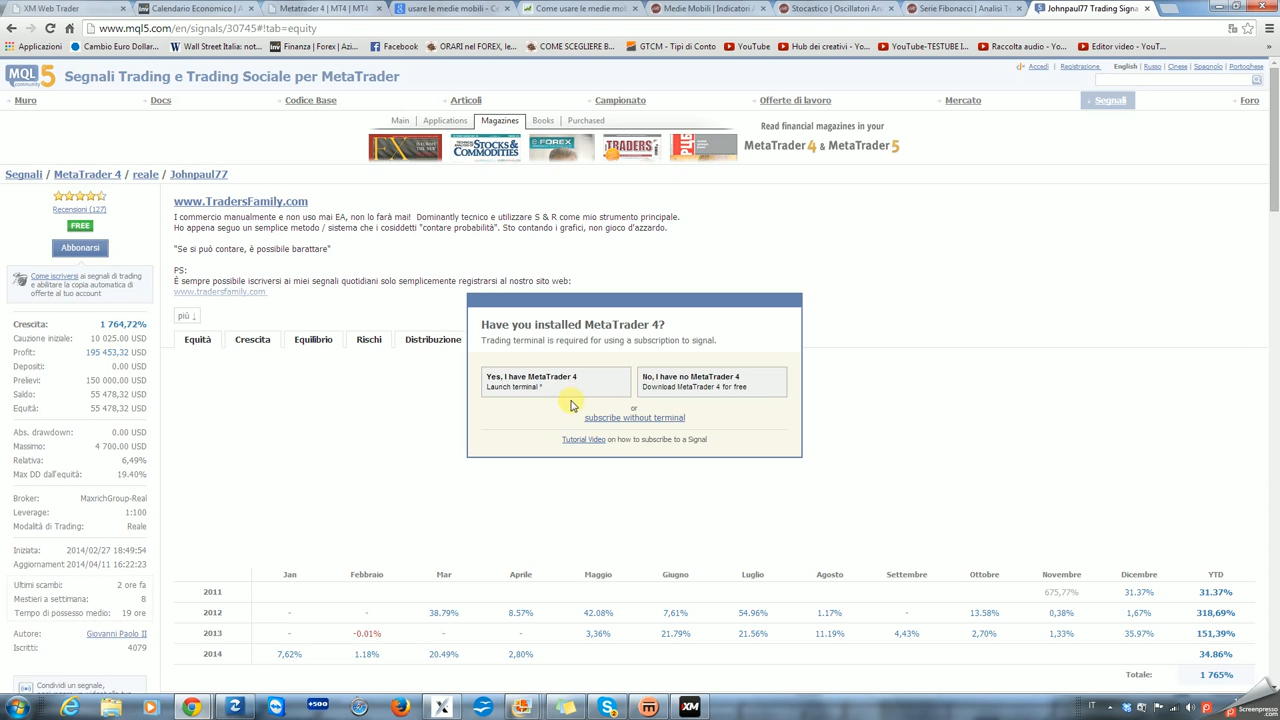 XM Web Trader
Calendario Economico | A
Metatrader 4 | MT4 | MT4
usare le medie mobili - C
Come usare le medie mob
Medie Mobili | Indicatori
Stocastico | Oscillatori An
Serie Fibonacci | Analisi T
Johnpaul77 Trading Signa
www.mql5.com/en/signals/30745#!tab=equity
Applicazioni
Cambio Euro Dollar...
Wall Street Italia: not...
Finanza | Forex | Azi...
Facebook
ORARI nel FOREX, ...
COME SCEGLIERE B...
GTCM - Tipi di Conto
YouTube
Hub dei creativi - Yo...
YouTube-TESTUBE I...
Raccolta audio - Yo...
Editor video - YouT...
MQL5 community
Segnali Trading e Trading Sociale per MetaTrader
Accedi | Registrazione
English | Russo | Cinese | Spagnolo | Portoghese
Muro
Docs
Codice Base
Articoli
Campionato
Offerte di lavoro
Mercato
Segnali
Foro
Main | Applications | Magazines | Books | Purchased
STOCKS & COMMODITIES
e-FOREX
TRADERS
Read financial magazines in your
MetaTrader 4 & MetaTrader 5
Segnali / MetaTrader 4 / reale / Johnpaul77
Recensioni (127)
FREE
Abbonarsi
Come iscriversi ai segnali di trading
e abilitare la copia automatica di
offerte al tuo account
www.TradersFamily.com
I commercio manualmente e non uso mai EA, non lo farà mai! Dominantly tecnico e utilizzare S & R come mio strumento principale.
Ho appena seguo un semplice metodo / sistema che i cosiddetti "contare probabilità". Sto contando i grafici, non gioco d'azzardo.
"Se si può contare, è possibile barattare"
PS:
È sempre possibile iscriversi ai miei segnali quotidiani solo semplicemente registrarsi al nostro sito web:
www.tradersfamily.com
più ↓
Equità
Crescita
Equilibrio
Rischi
Distribuzione
Have you installed MetaTrader 4?
Trading terminal is required for using a subscription to signal.
Yes, I have MetaTrader 4
Launch terminal *
No, I have no MetaTrader 4
Download MetaTrader 4 for free
or
subscribe without terminal
Tutorial Video on how to subscribe to a Signal
Crescita: 1 764,72%
Cauzione iniziale: 10 025.00 USD
Profit: 195 453,32 USD
Depositi: 0.00 USD
Prelievi: 150 000.00 USD
Saldo: 55 478,32 USD
Equità: 55 478,32 USD
Abs. drawdown: 0.00 USD
Massimo: 4 700.00 USD
Relativa: 6,49%
Max DD dall'equità: 19.40%
Broker: MaxrichGroup-Real
Leverage: 1:100
Modalità di Trading: Reale
Iniziata: 2014/02/27 18:49:54
Aggiornament 2014/04/11 16:22:23
Ultimi scambi: 2 ore fa
Mestieri a settimana: 8
Tempo di possesso medio: 19 ore
Autore: Giovanni Paolo II
Iscritti: 4079
Condividi un segnale,
Jan Febbraio Mar Aprile Maggio Giugno Luglio Agosto Settembre Ottobre Novembre Dicembre YTD
2011 675,77% 31.37% 31.37%
2012 - - 38.79% 8.57% 42.08% 7,61% 54.96% 1.17% - 13.58% 0,38% 1,67% 318,69%
2013 - -0.01% - - 3,36% 21.79% 21.56% 11.19% 4,43% 2,70% 1,33% 35.97% 151,39%
2014 7,62% 1.18% 20.49% 2,80% 34.86%
Totale: 1 765%
+500
XM
IT
Screenpresso.com